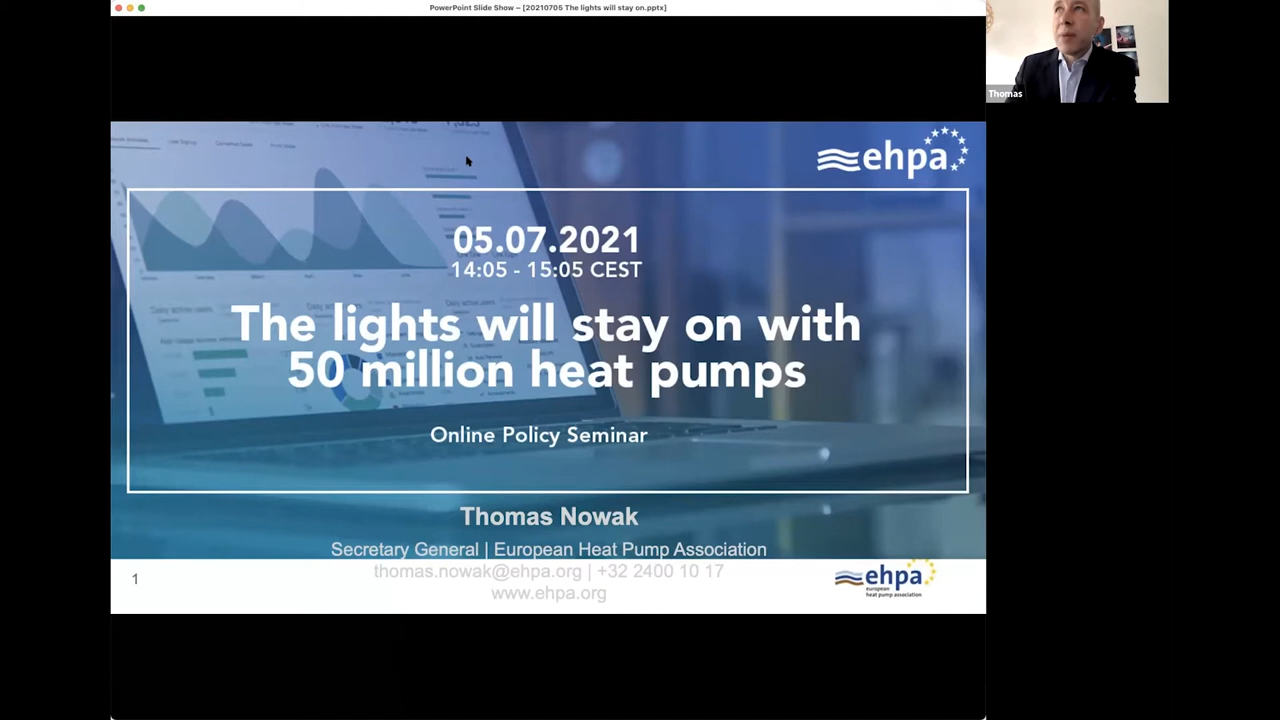 PowerPoint Slide Show – [20210705 The lights will stay on.pptx]
Thomas
ehpa
05.07.2021
14:05 - 15:05 CEST
The lights will stay on with
50 million heat pumps
Online Policy Seminar
Thomas Nowak
Secretary General | European Heat Pump Association
thomas.nowak@ehpa.org | +32 2400 10 17
www.ehpa.org
1
ehpa
european
heat pump association